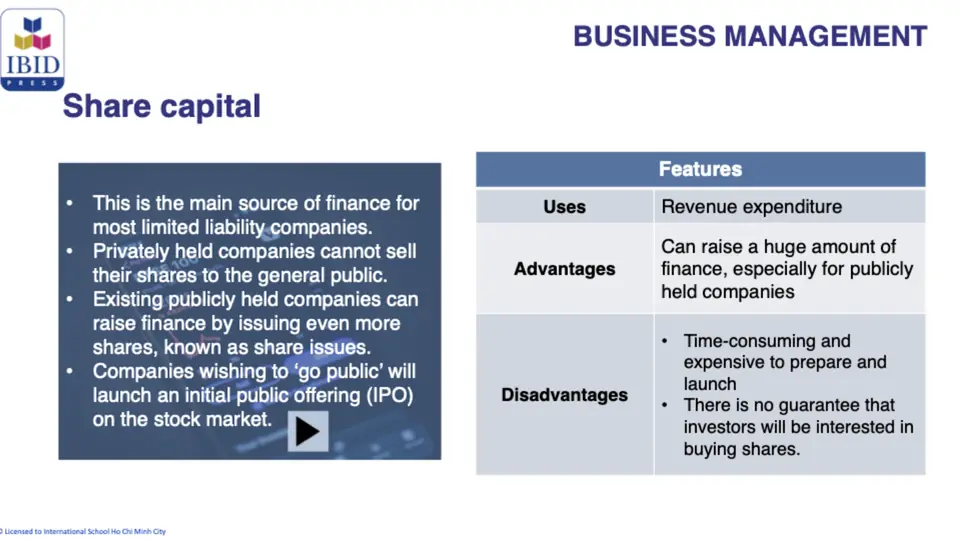 IBID
PRESS
BUSINESS MANAGEMENT
Share capital
• This is the main source of finance for
most limited liability companies.
• Privately held companies cannot sell
their shares to the general public.
• Existing publicly held companies can
raise finance by issuing even more
shares, known as share issues.
• Companies wishing to ‘go public’ will
launch an initial public offering (IPO)
on the stock market.
Features
Uses
Revenue expenditure
Advantages
Can raise a huge amount of
finance, especially for publicly
held companies
Disadvantages
• Time-consuming and
expensive to prepare and
launch
• There is no guarantee that
investors will be interested in
buying shares.
© Licensed to International School Ho Chi Minh City